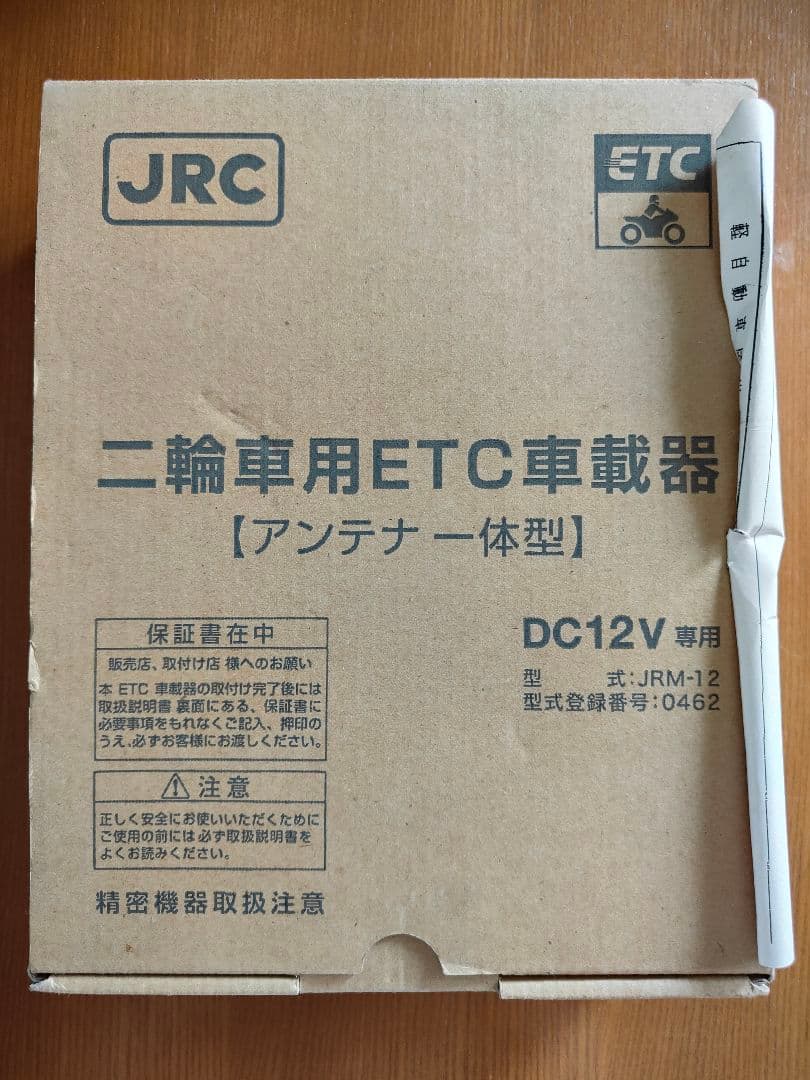 JRC
ETC
軽自動車
二輪車用ETC車載器
【アンテナ一体型】
DC12V 専用
型 式:JRM-12
型式登録番号:0462
保証書在中
販売店、取付け店 様へのお願い
本 ETC 車載器の取付け完了後には
取扱説明書 裏面にある、保証書に
必要事項をもれなくご記入、押印の
うえ、必ずお客様にお渡しください。
⚠ 注意
正しく安全にお使いいただくために
ご使用の前には必ず取扱説明書を
よくお読みください。
精密機器取扱注意